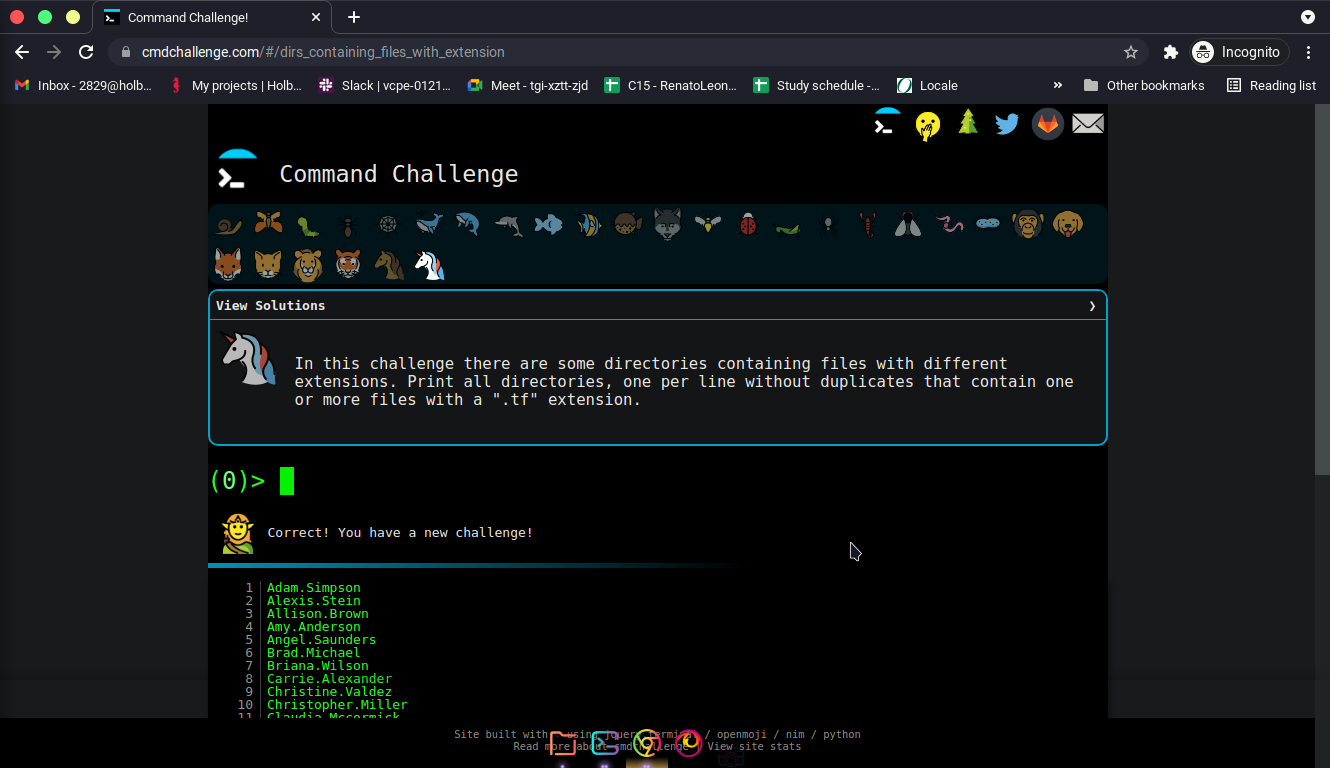 Command Challenge!
cmdchallenge.com/#/dirs_containing_files_with_extension
Incognito
Inbox - 2829@holb...
My projects | Holb...
Slack | vcpe-0121...
Meet - tgi-xztt-zjd
C15 - RenatoLeon...
Study schedule -...
Locale
»
Other bookmarks
Reading list
Command Challenge
View Solutions
In this challenge there are some directories containing files with different
extensions. Print all directories, one per line without duplicates that contain one
or more files with a ".tf" extension.
(0)>
Correct! You have a new challenge!
1 Adam.Simpson
2 Alexis.Stein
3 Allison.Brown
4 Amy.Anderson
5 Angel.Saunders
6 Brad.Michael
7 Briana.Wilson
8 Carrie.Alexander
9 Christine.Valdez
10 Christopher.Miller
11 Claudia.Mccormick
Site built with using jquery terminal / openmoji / nim / python
Read more about cmdchallenge / View site stats